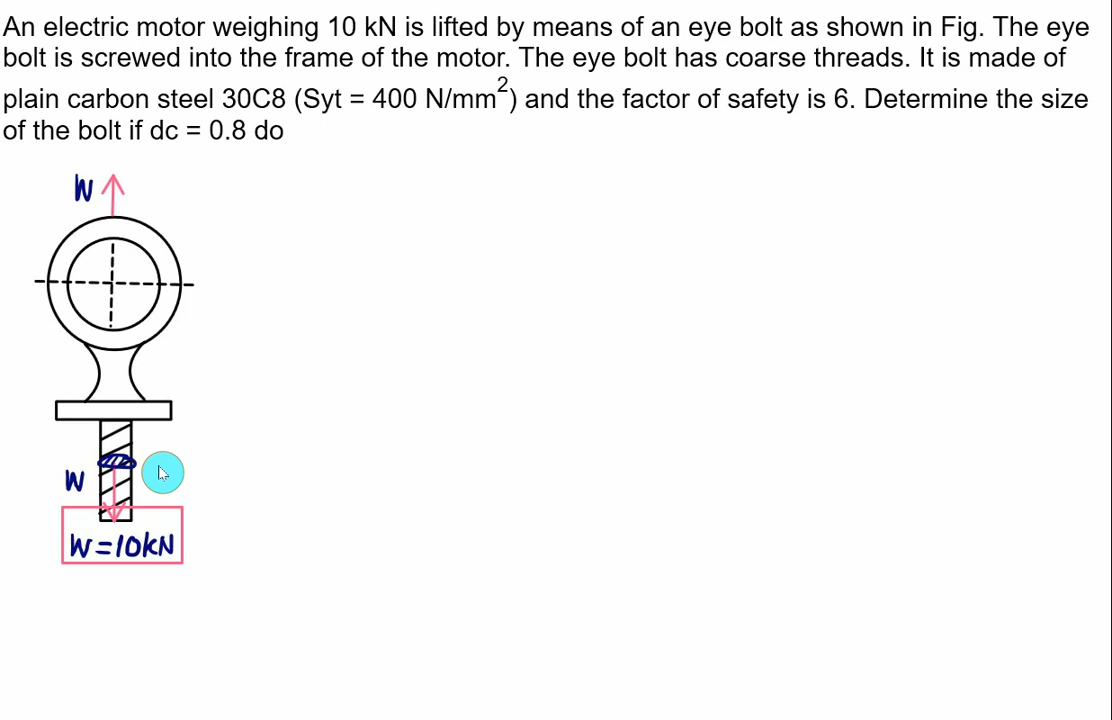 An electric motor weighing 10 kN is lifted by means of an eye bolt as shown in Fig. The eye
bolt is screwed into the frame of the motor. The eye bolt has coarse threads. It is made of
plain carbon steel 30C8 (Syt = 400 N/mm²) and the factor of safety is 6. Determine the size
of the bolt if dc = 0.8 do
W
W
W=10kN